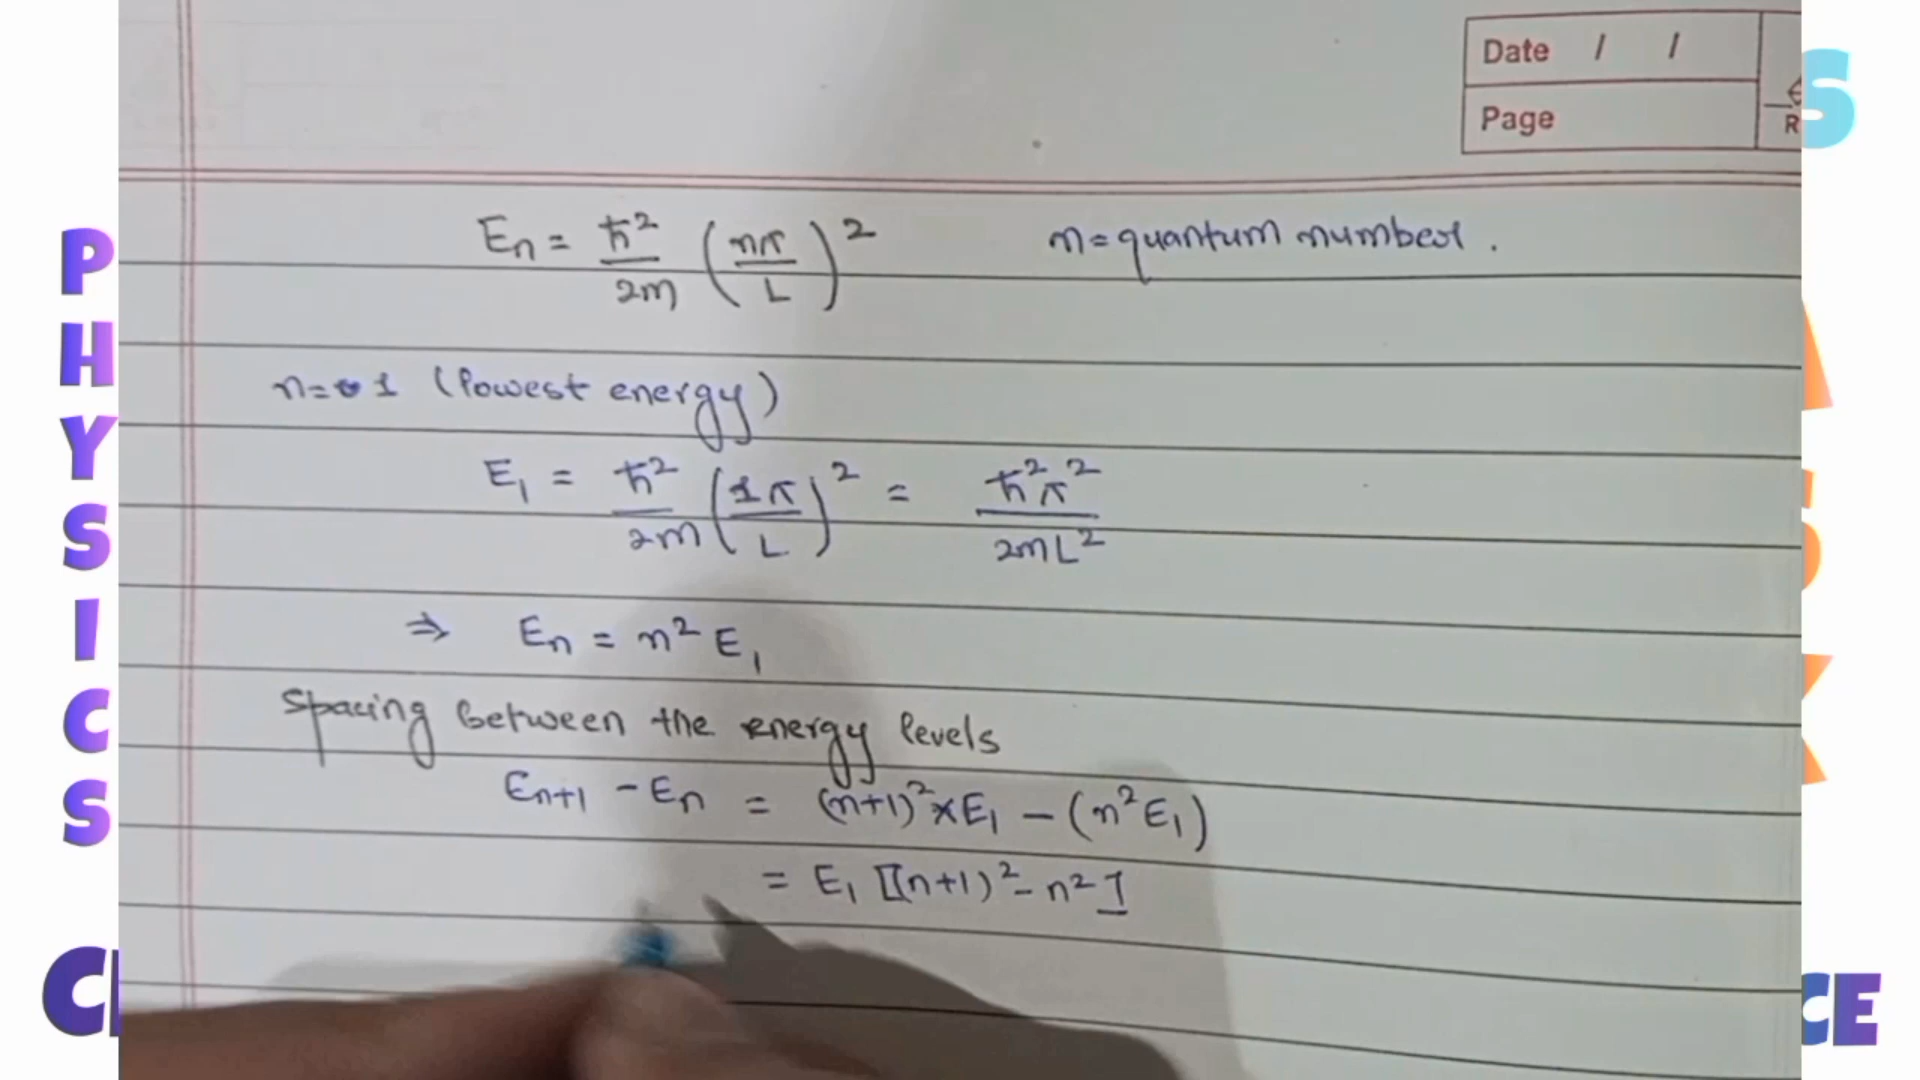 Date / /
Page
R
S
PHYSICS
CE
Eₙ = ℏ²/2m (nπ/L)² n = quantum number.
n = 1 (lowest energy)
E₁ = ℏ²/2m (1π/L)² = ℏ²π²/2mL²
⇒ Eₙ = n² E₁
Spacing between the energy levels
Eₙ₊₁ - Eₙ = (n+1)² × E₁ - (n² E₁)
= E₁ [(n+1)² - n²]